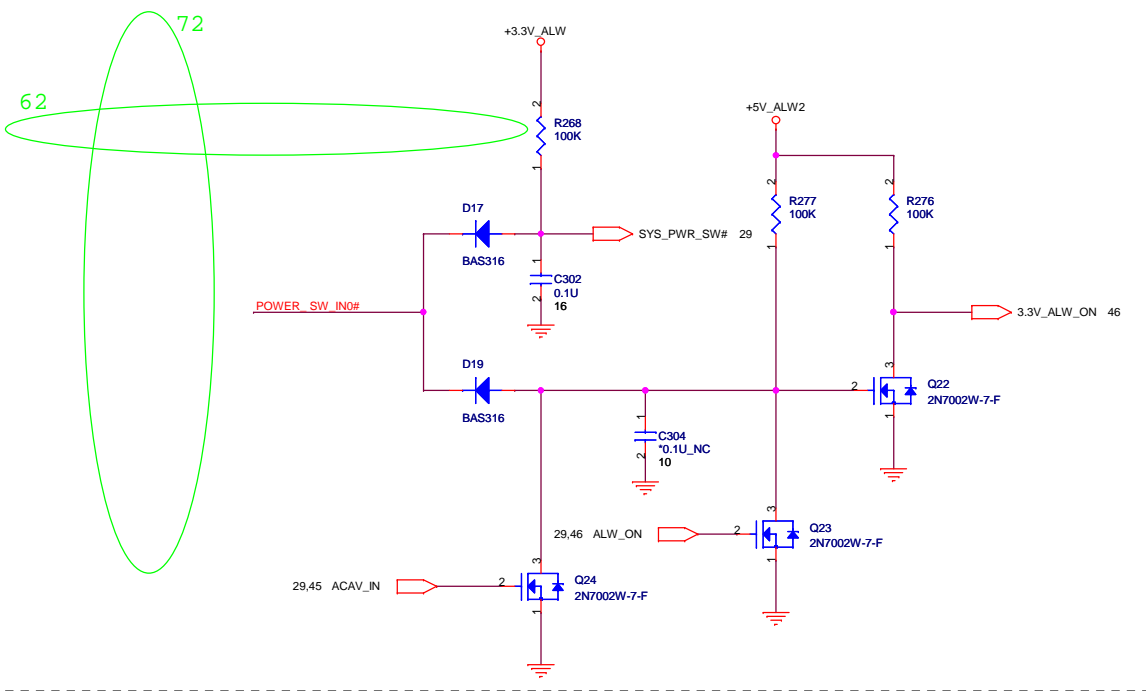 72
+3.3V_ALW
62
2
R268
100K
1
+5V_ALW2
2
R277
100K
1
2
R276
100K
1
D17
BAS316
SYS_PWR_SW# 29
1
C302
0.1U
2
16
POWER_ SW_IN0#
3.3V_ALW_ON 46
D19
BAS316
2
3
Q22
2N7002W-7-F
1
1
C304
*0.1U_NC
2
10
29,46 ALW_ON
2
3
Q23
2N7002W-7-F
1
29,45 ACAV_IN
2
3
Q24
2N7002W-7-F
1